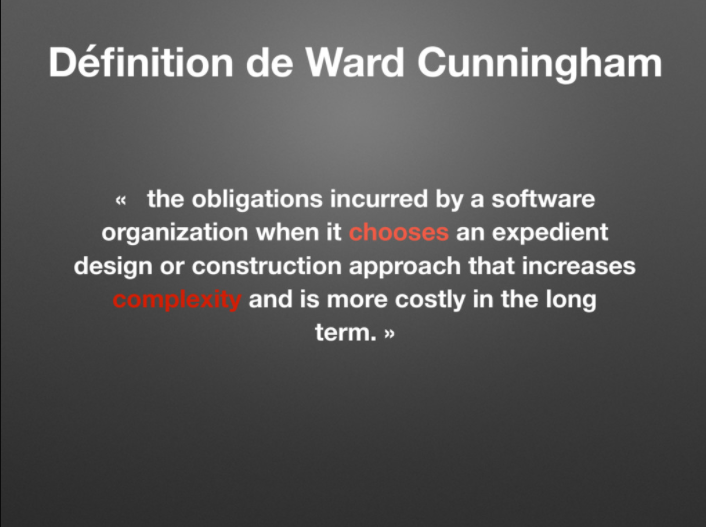 Définition de Ward Cunningham
« the obligations incurred by a software
organization when it chooses an expedient
design or construction approach that increases
complexity and is more costly in the long
term. »